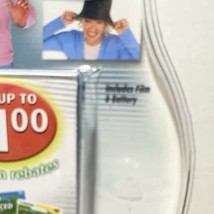 Includes Film
& Battery
UP TO
1.00
rebates